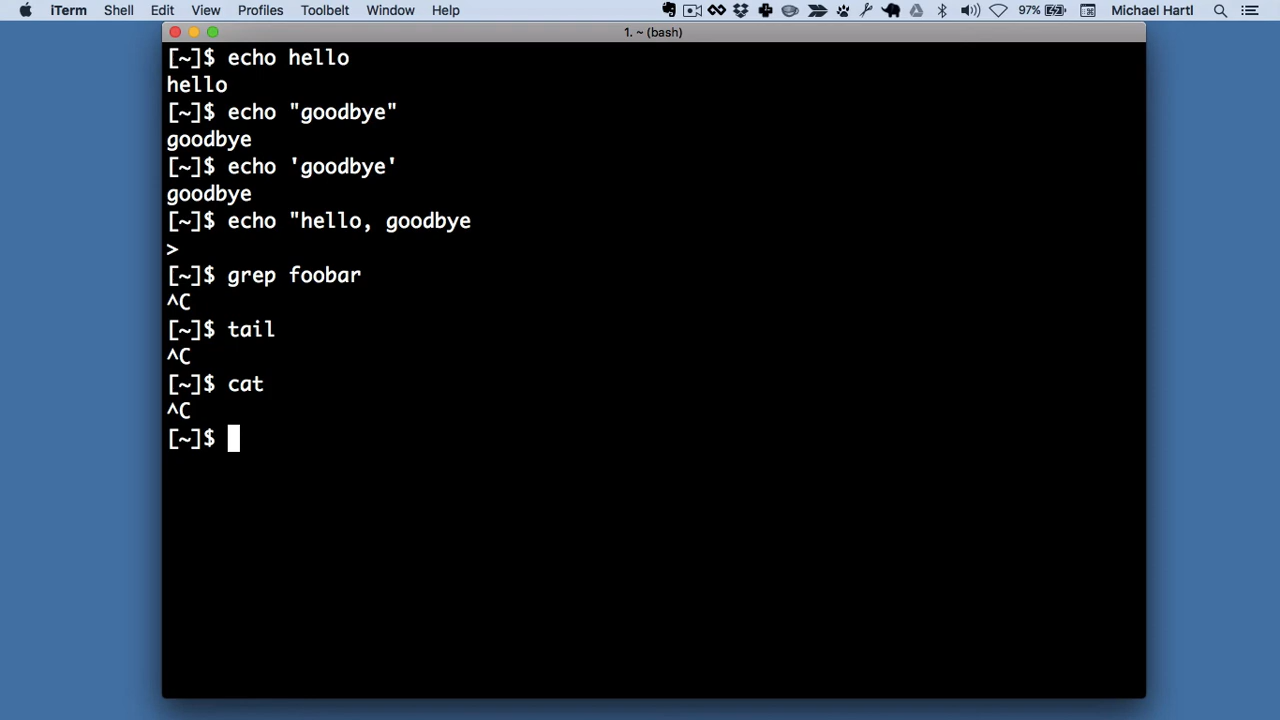 iTerm Shell Edit View Profiles Toolbelt Window Help 97% Michael Hartl
1. ~ (bash)
[~]$ echo hello
hello
[~]$ echo "goodbye"
goodbye
[~]$ echo 'goodbye'
goodbye
[~]$ echo "hello, goodbye
>
[~]$ grep foobar
^C
[~]$ tail
^C
[~]$ cat
^C
[~]$